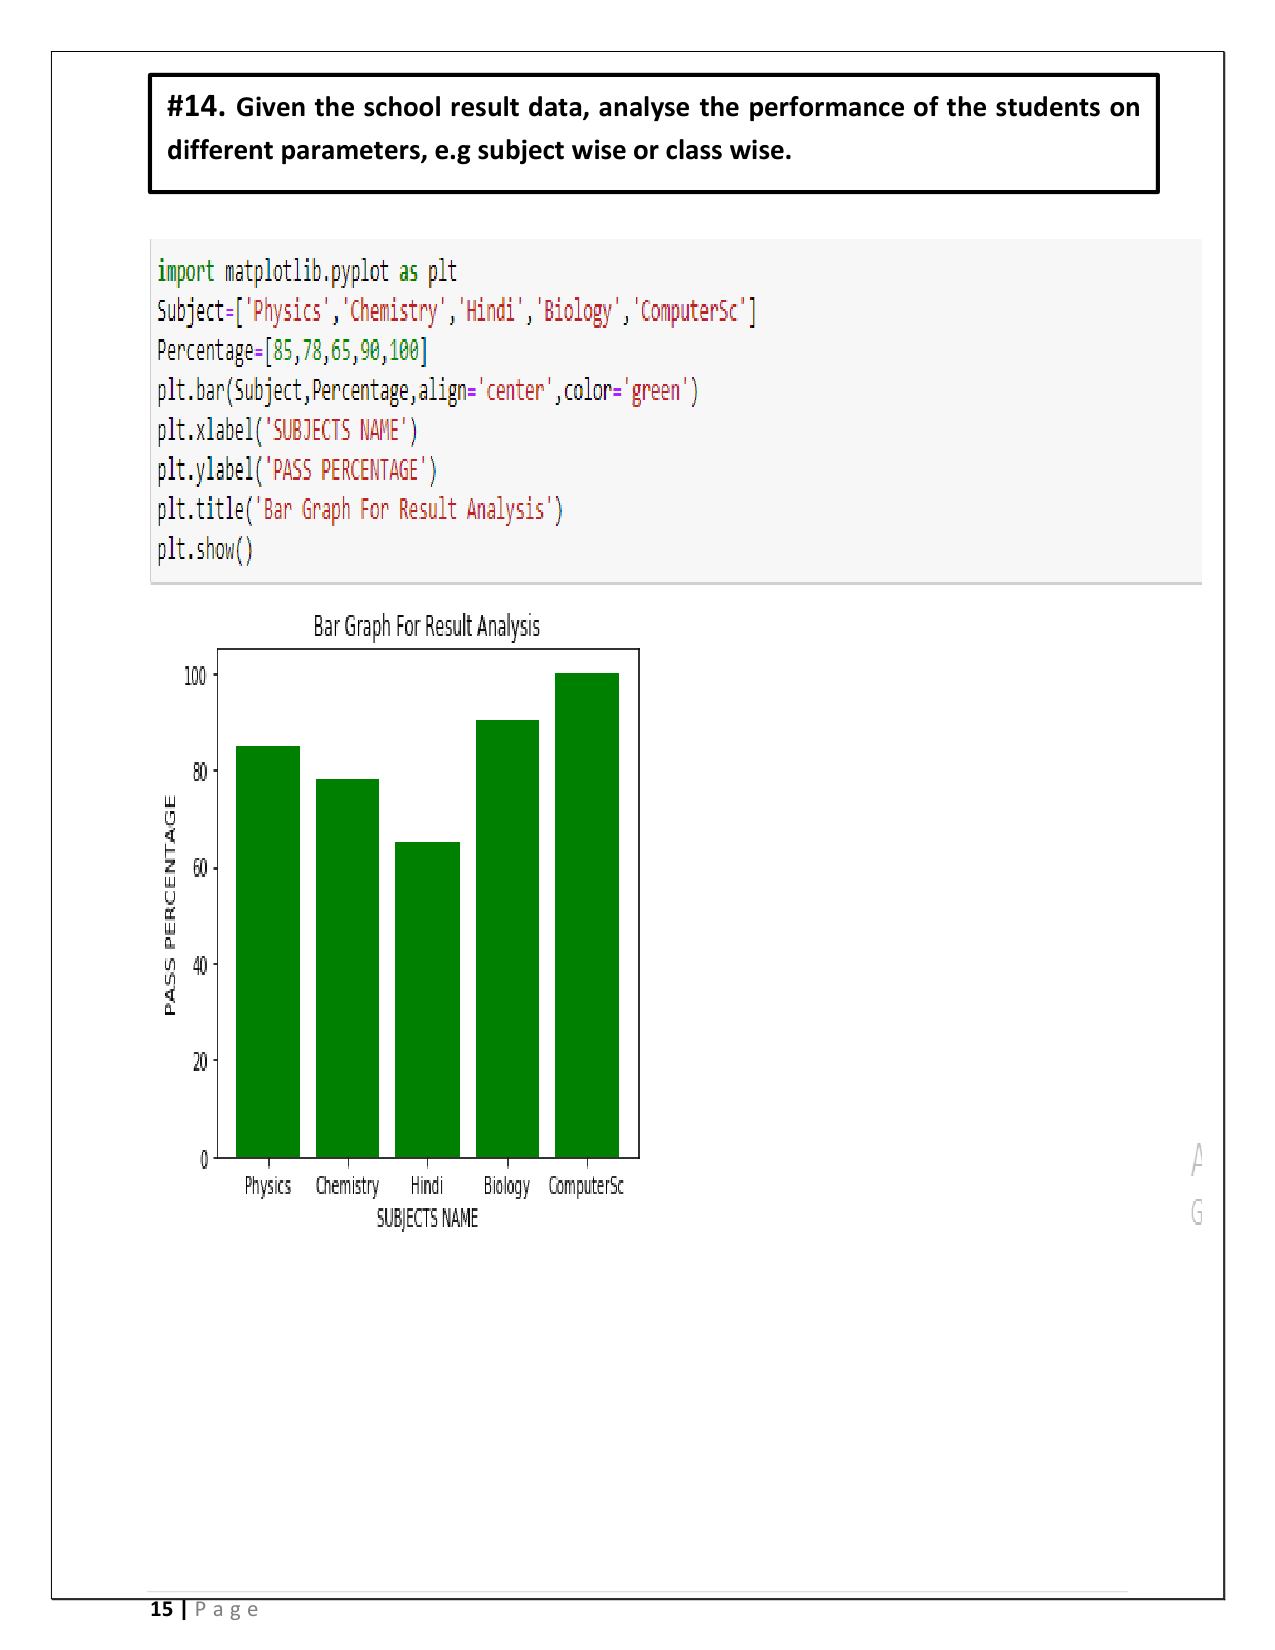 #14. Given the school result data, analyse the performance of the students on
different parameters, e.g subject wise or class wise.
import matplotlib.pyplot as plt
Subject=['Physics','Chemistry','Hindi','Biology','ComputerSc']
Percentage=[85,78,65,90,100]
plt.bar(Subject,Percentage,align='center',color='green')
plt.xlabel('SUBJECTS NAME')
plt.ylabel('PASS PERCENTAGE')
plt.title('Bar Graph For Result Analysis')
plt.show()
Bar Graph For Result Analysis
PASS PERCENTAGE
100
80
60
40
20
0
Physics Chemistry Hindi Biology ComputerSc
SUBJECTS NAME
A
G
15 | Page